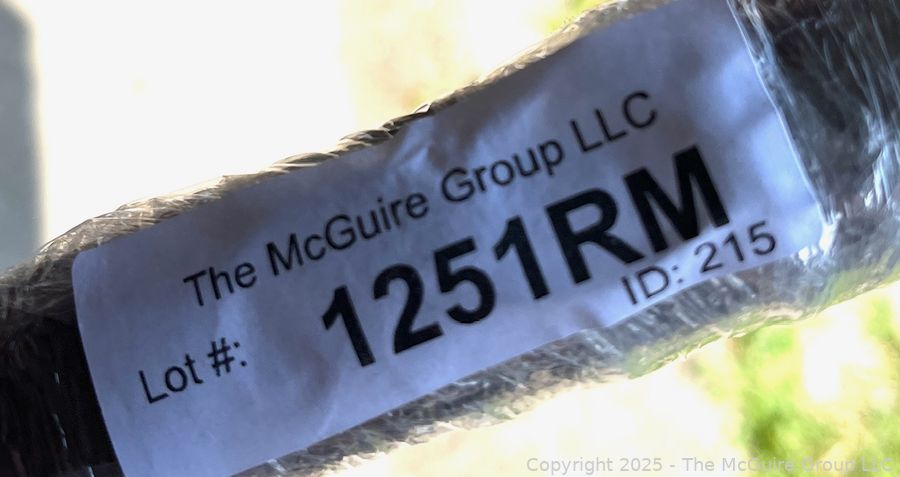 The McGuire Group LLC
Lot #: 1251RM
ID: 215
Copyright 2025 - The McGuire Group LLC